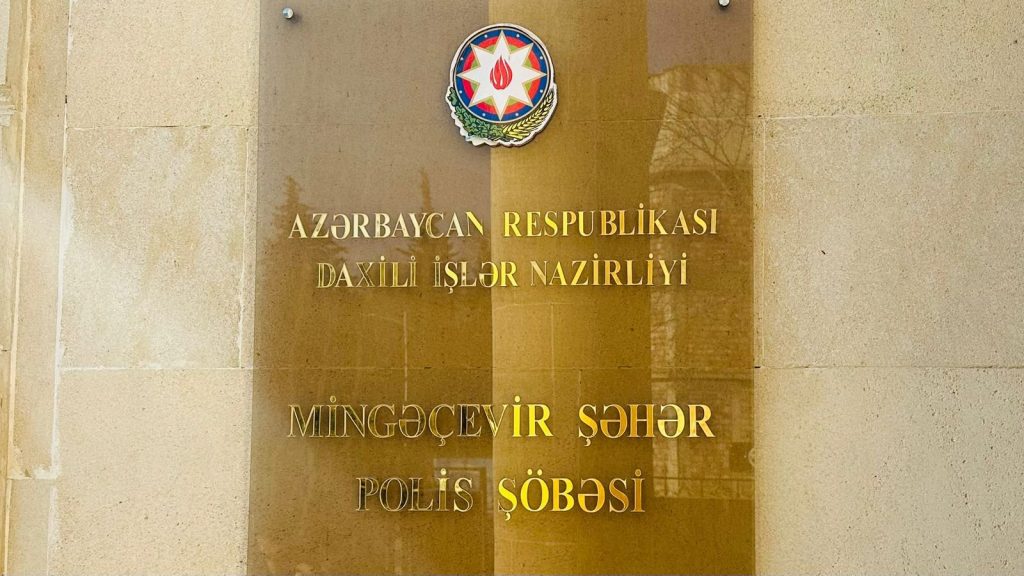 AZƏRBAYCAN RESPUBLİKASI
DAXİLİ İŞLƏR NAZİRLİYİ
MİNGƏÇEVİR ŞƏHƏR
POLİS ŞÖBƏSİ